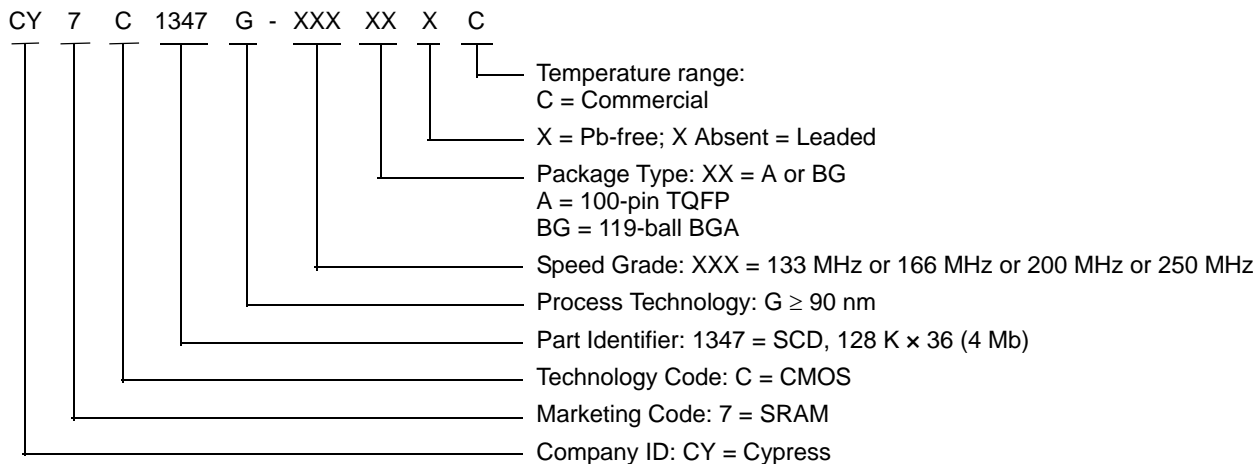 CY 7 C 1347 G - XXX XX X C
Temperature range:
C = Commercial
X = Pb-free; X Absent = Leaded
Package Type: XX = A or BG
A = 100-pin TQFP
BG = 119-ball BGA
Speed Grade: XXX = 133 MHz or 166 MHz or 200 MHz or 250 MHz
Process Technology: G ≥ 90 nm
Part Identifier: 1347 = SCD, 128 K × 36 (4 Mb)
Technology Code: C = CMOS
Marketing Code: 7 = SRAM
Company ID: CY = Cypress